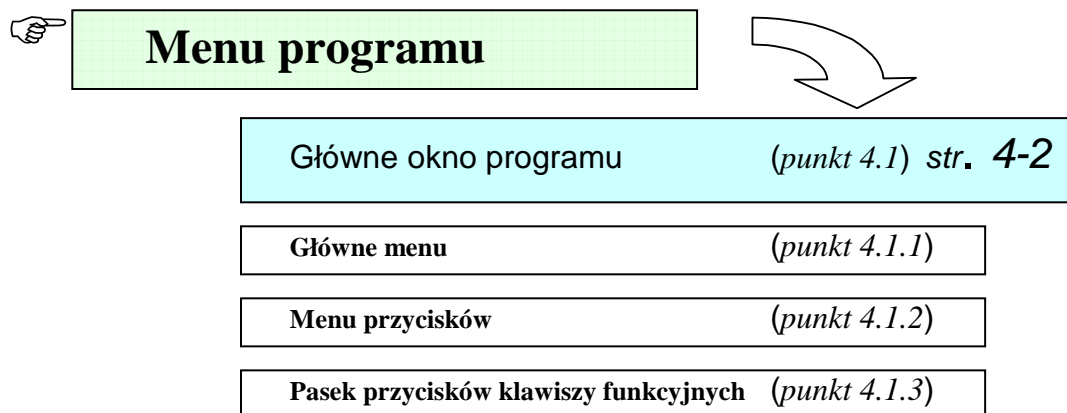 Menu programu
Główne okno programu (punkt 4.1) str. 4-2
Główne menu (punkt 4.1.1)
Menu przycisków (punkt 4.1.2)
Pasek przycisków klawiszy funkcyjnych (punkt 4.1.3)